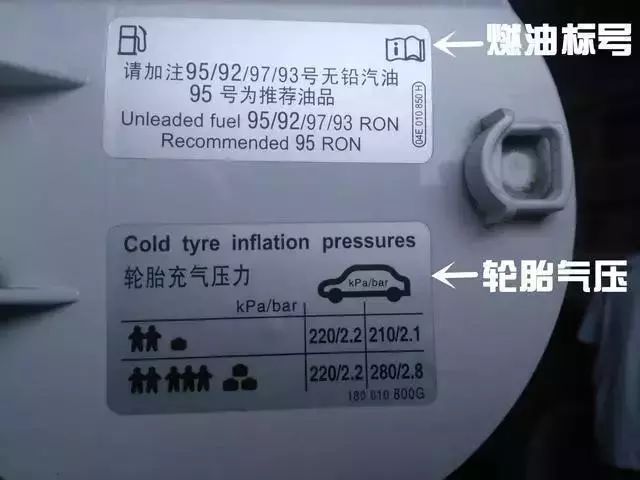 燃油标号
请加注95/92/97/93号无铅汽油
95 号为推荐油品
Unleaded fuel 95/92/97/93 RON
Recommended 95 RON
04E 010 850 H
Cold tyre inflation pressures
轮胎充气压力
kPa/bar
kPa/bar
轮胎气压
220/2.2 210/2.1
220/2.2 280/2.8
180 010 800G